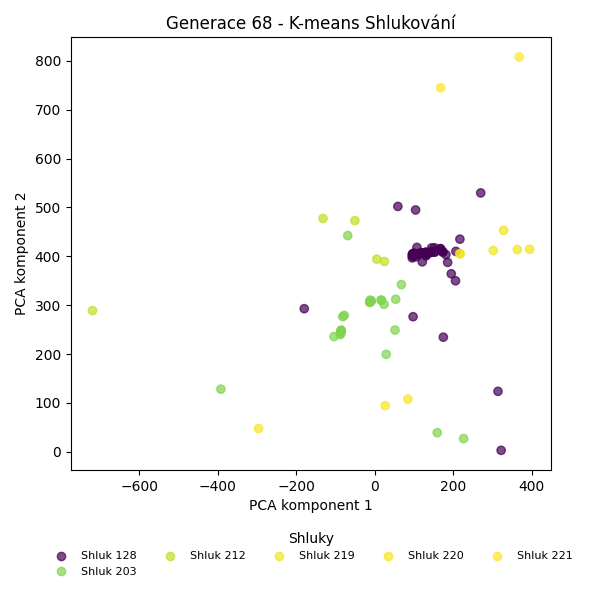 Generace 68 - K-means Shlukování
PCA komponent 2
800
700
600
500
400
300
200
100
0
−600
−400
−200
0
200
400
PCA komponent 1
Shluky
Shluk 128
Shluk 203
Shluk 212
Shluk 219
Shluk 220
Shluk 221